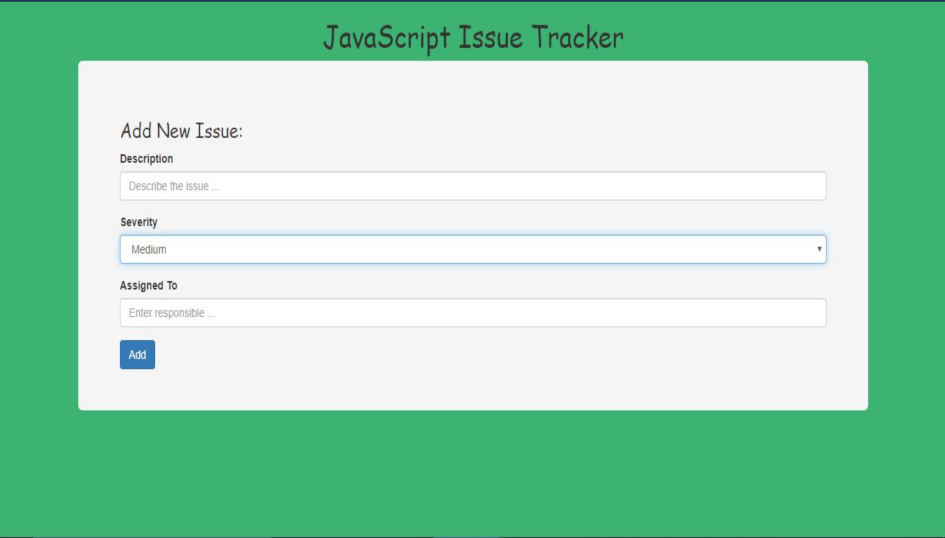 JavaScript Issue Tracker
Add New Issue:
Description
Describe the issue ...
Severity
Medium
Assigned To
Enter responsible ...
Add